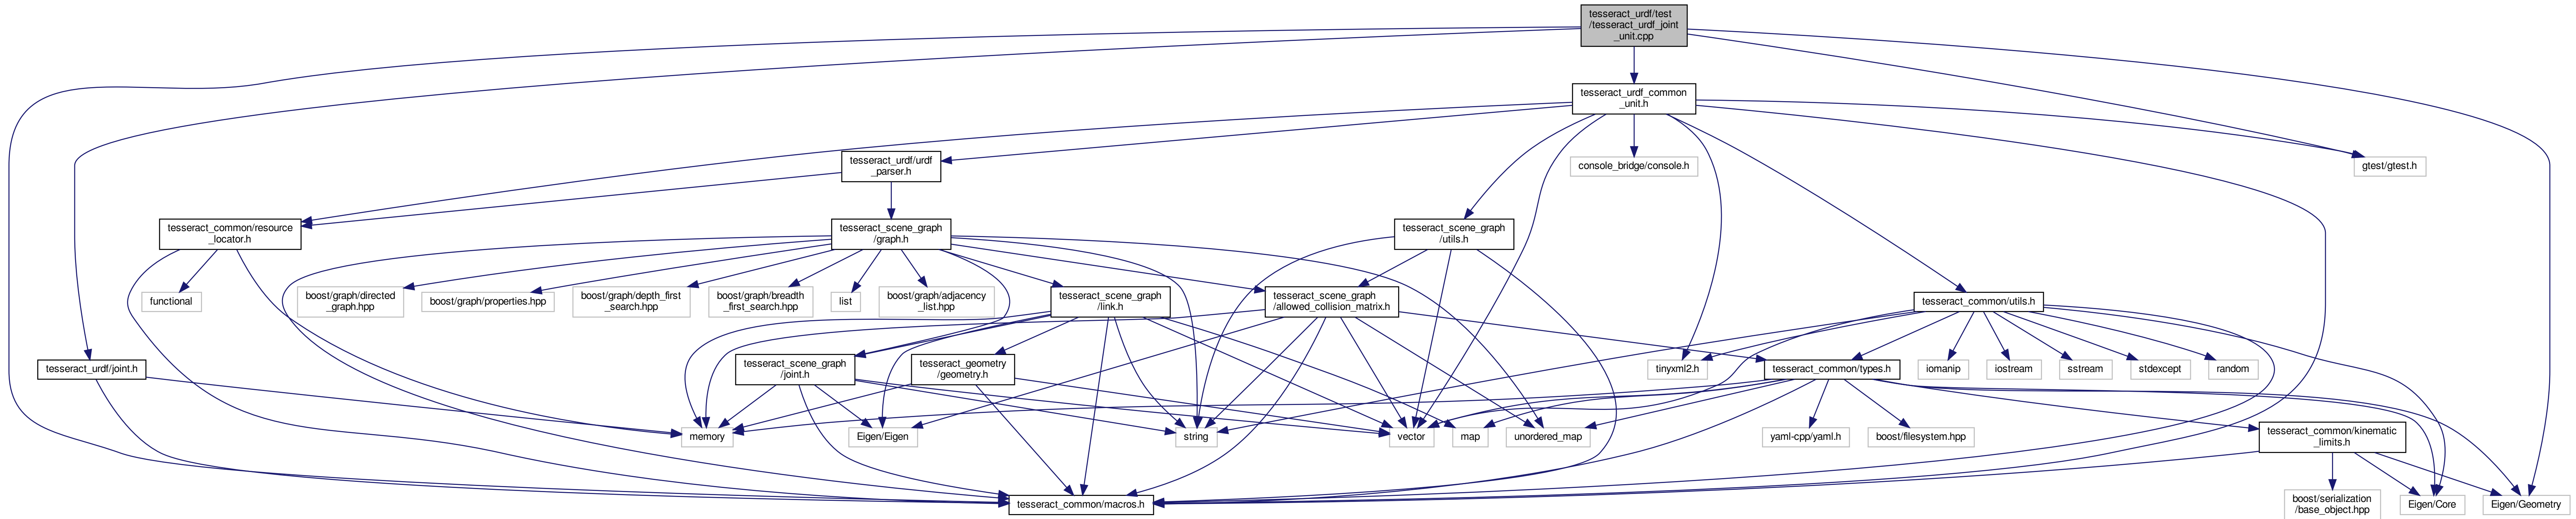 tesseract_urdf/test
/tesseract_urdf_joint
_unit.cpp
tesseract_urdf_common
_unit.h
tesseract_urdf/urdf
_parser.h
console_bridge/console.h
gtest/gtest.h
tesseract_common/resource
_locator.h
tesseract_scene_graph
/graph.h
tesseract_scene_graph
/utils.h
functional
boost/graph/directed
_graph.hpp
boost/graph/properties.hpp
boost/graph/depth_first
_search.hpp
boost/graph/breadth
_first_search.hpp
list
boost/graph/adjacency
_list.hpp
tesseract_scene_graph
/link.h
tesseract_scene_graph
/allowed_collision_matrix.h
tesseract_common/utils.h
tesseract_urdf/joint.h
tesseract_scene_graph
/joint.h
tesseract_geometry
/geometry.h
tinyxml2.h
tesseract_common/types.h
iomanip
iostream
sstream
stdexcept
random
memory
Eigen/Eigen
string
vector
map
unordered_map
yaml-cpp/yaml.h
boost/filesystem.hpp
tesseract_common/kinematic
_limits.h
tesseract_common/macros.h
boost/serialization
/base_object.hpp
Eigen/Core
Eigen/Geometry